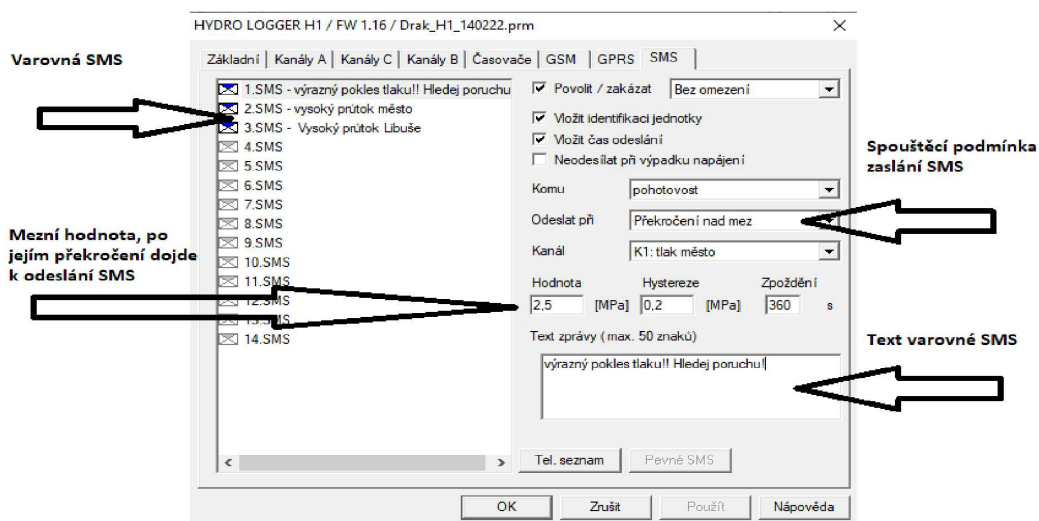 HYDRO LOGGER H1 / FW 1.16 / Drak_H1_140222.prm
Základní Kanály A Kanály C Kanály B Časovače GSM GPRS SMS
Varovná SMS
1.SMS - výrazný pokles tlaku!! Hledej poruchu
2.SMS - vysoký průtok město
3.SMS - Vysoký průtok Libuše
4.SMS
5.SMS
6.SMS
7.SMS
8.SMS
9.SMS
10.SMS
11.SMS
12.SMS
13.SMS
14.SMS
Mezní hodnota, po
jejím překročení dojde
k odeslání SMS
Povolit / zakázat Bez omezení
Vložit identifikaci jednotky
Vložit čas odeslání
Neodesílat při výpadku napájení
Komu pohotovost
Odeslat při Překročení nad mez
Kanál K1: tlak město
Hodnota Hystereze Zpoždění
2,5 [MPa] 0,2 [MPa] 360 s
Text zprávy (max. 50 znaků)
výrazný pokles tlaku!! Hledej poruchu!
Spouštěcí podmínka
zaslání SMS
Text varovné SMS
Tel. seznam Pevné SMS
OK Zrušit Použít Nápověda